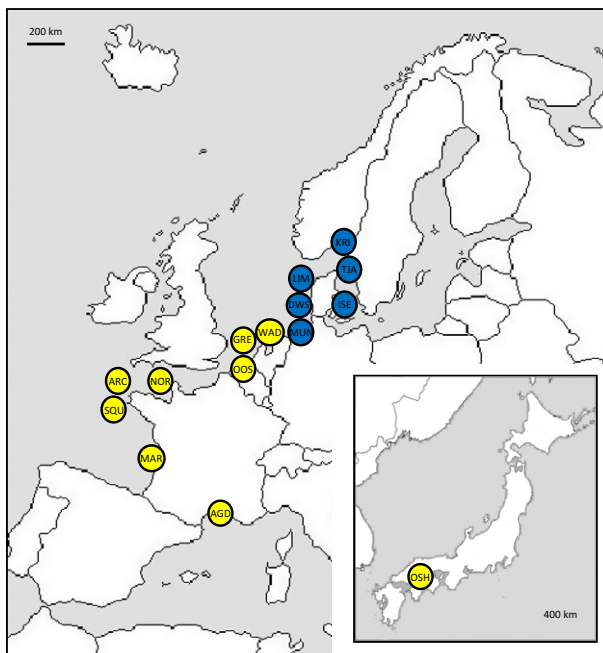 200 km
KRI
TJA
LIM
DWS
ISE
MUN
WAD
GRE
OOS
ARC
NOR
SQU
MAR
AGD
OSH
400 km